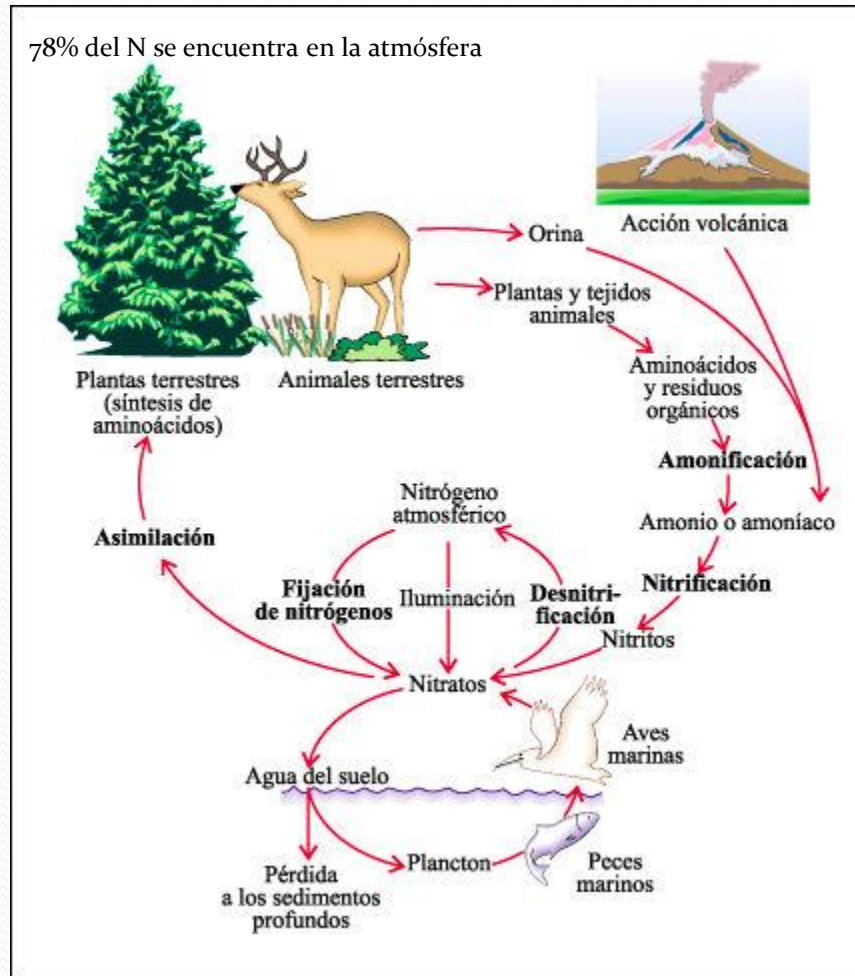 78% del N se encuentra en la atmósfera
Acción volcánica
Orina
Plantas y tejidos
animales
Plantas terrestres
(síntesis de
aminoácidos)
Animales terrestres
Aminoácidos
y residuos
orgánicos
Amonificación
Amonio o amoníaco
Nitrógeno
atmosférico
Asimilación
Fijación
de nitrógenos
Iluminación
Desnitri-
ficación
Nitrificación
Nitritos
Nitratos
Aves
marinas
Agua del suelo
Plancton
Peces
marinos
Pérdida
a los sedimentos
profundos